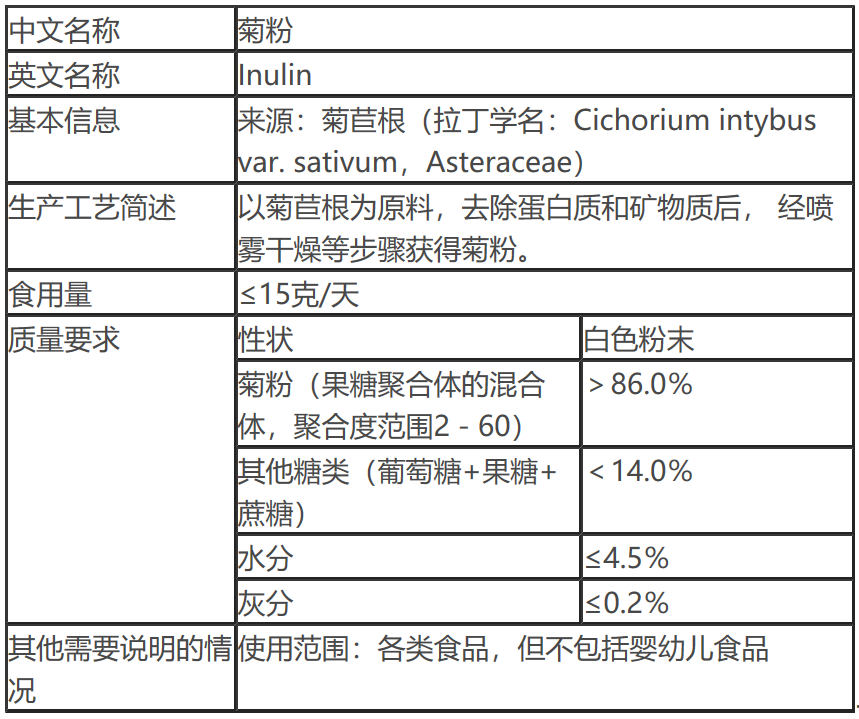 中文名称
菊粉
英文名称
Inulin
基本信息
来源：菊苣根（拉丁学名：Cichorium intybus
var. sativum，Asteraceae）
生产工艺简述
以菊苣根为原料，去除蛋白质和矿物质后， 经喷
雾干燥等步骤获得菊粉。
食用量
≤15克/天
质量要求
性状
白色粉末
菊粉（果糖聚合体的混合
体，聚合度范围2 - 60）
＞86.0%
其他糖类（葡萄糖+果糖+
蔗糖）
＜14.0%
水分
≤4.5%
灰分
≤0.2%
其他需要说明的情
况
使用范围：各类食品，但不包括婴幼儿食品